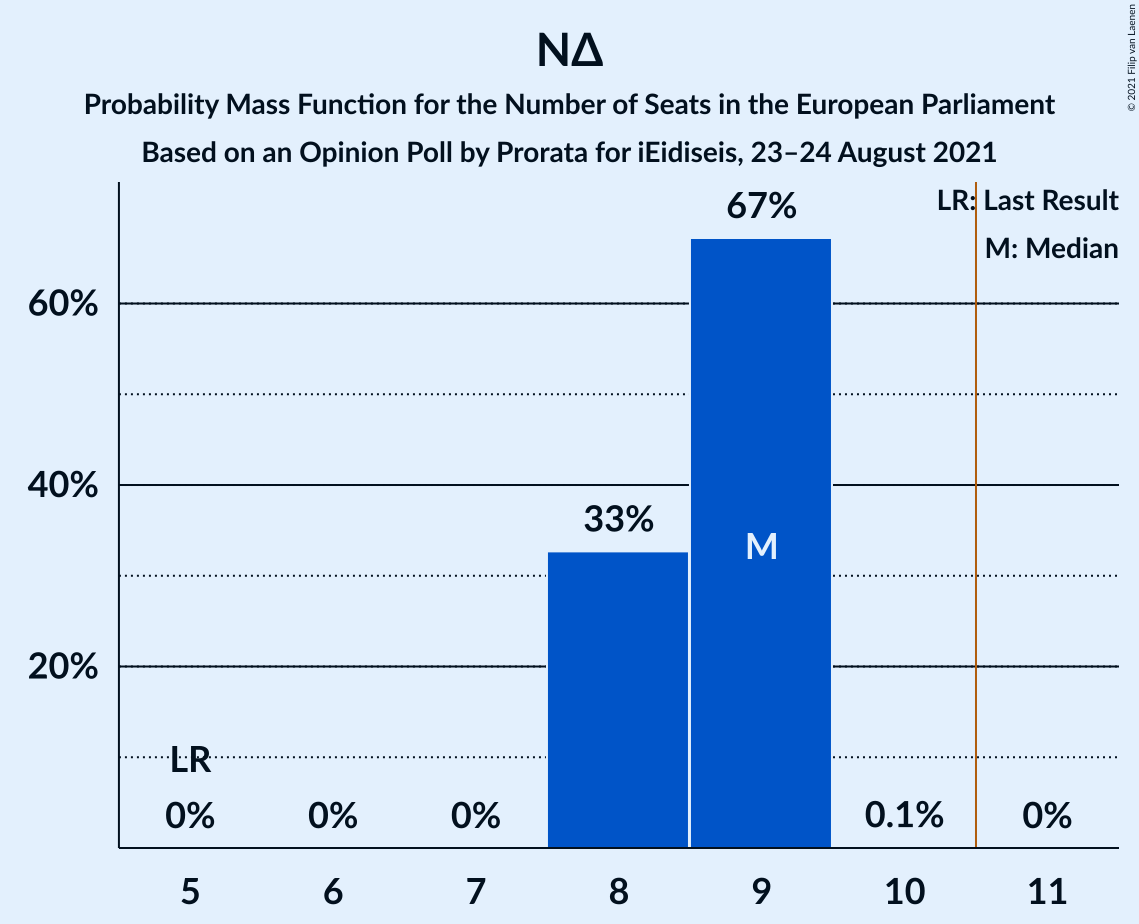 ΝΔ
Probability Mass Function for the Number of Seats in the European Parliament
Based on an Opinion Poll by Prorata for iEidiseis, 23–24 August 2021
© 2021 Filip van Laenen
LR: Last Result
M: Median
67%
60%
40%
33%
M
20%
LR
0% 0% 0% 0.1% 0%
5 6 7 8 9 10 11